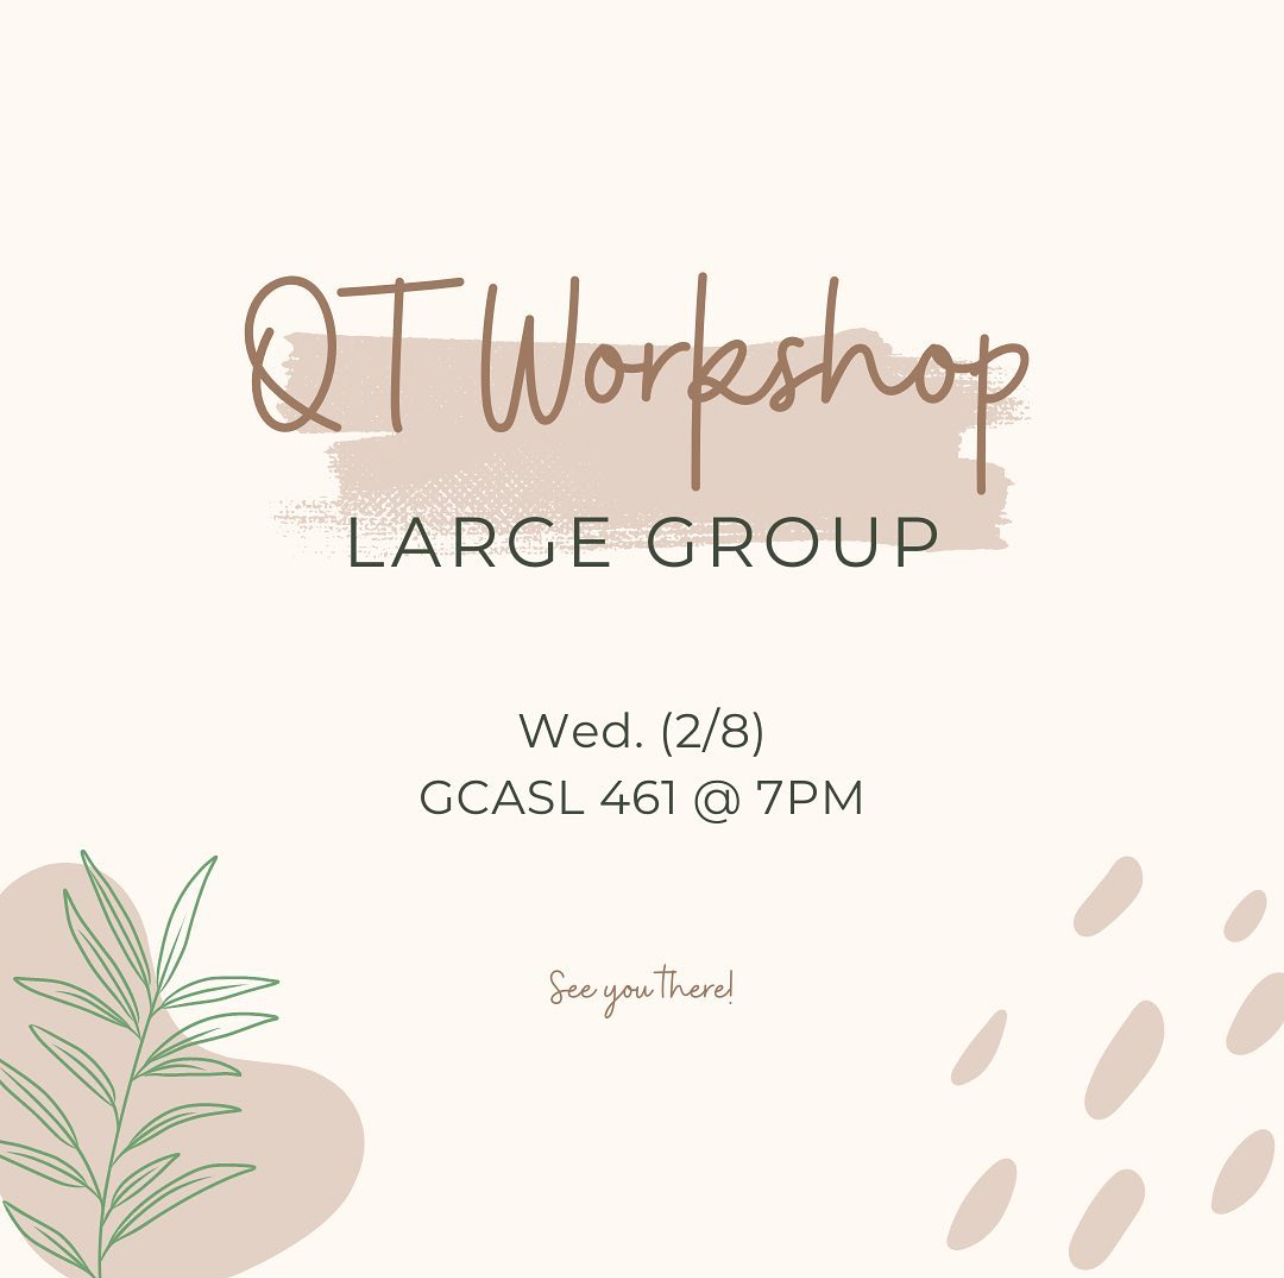 QT Workshop
LARGE GROUP
Wed. (2/8)
GCASL 461 @ 7PM
See you there!